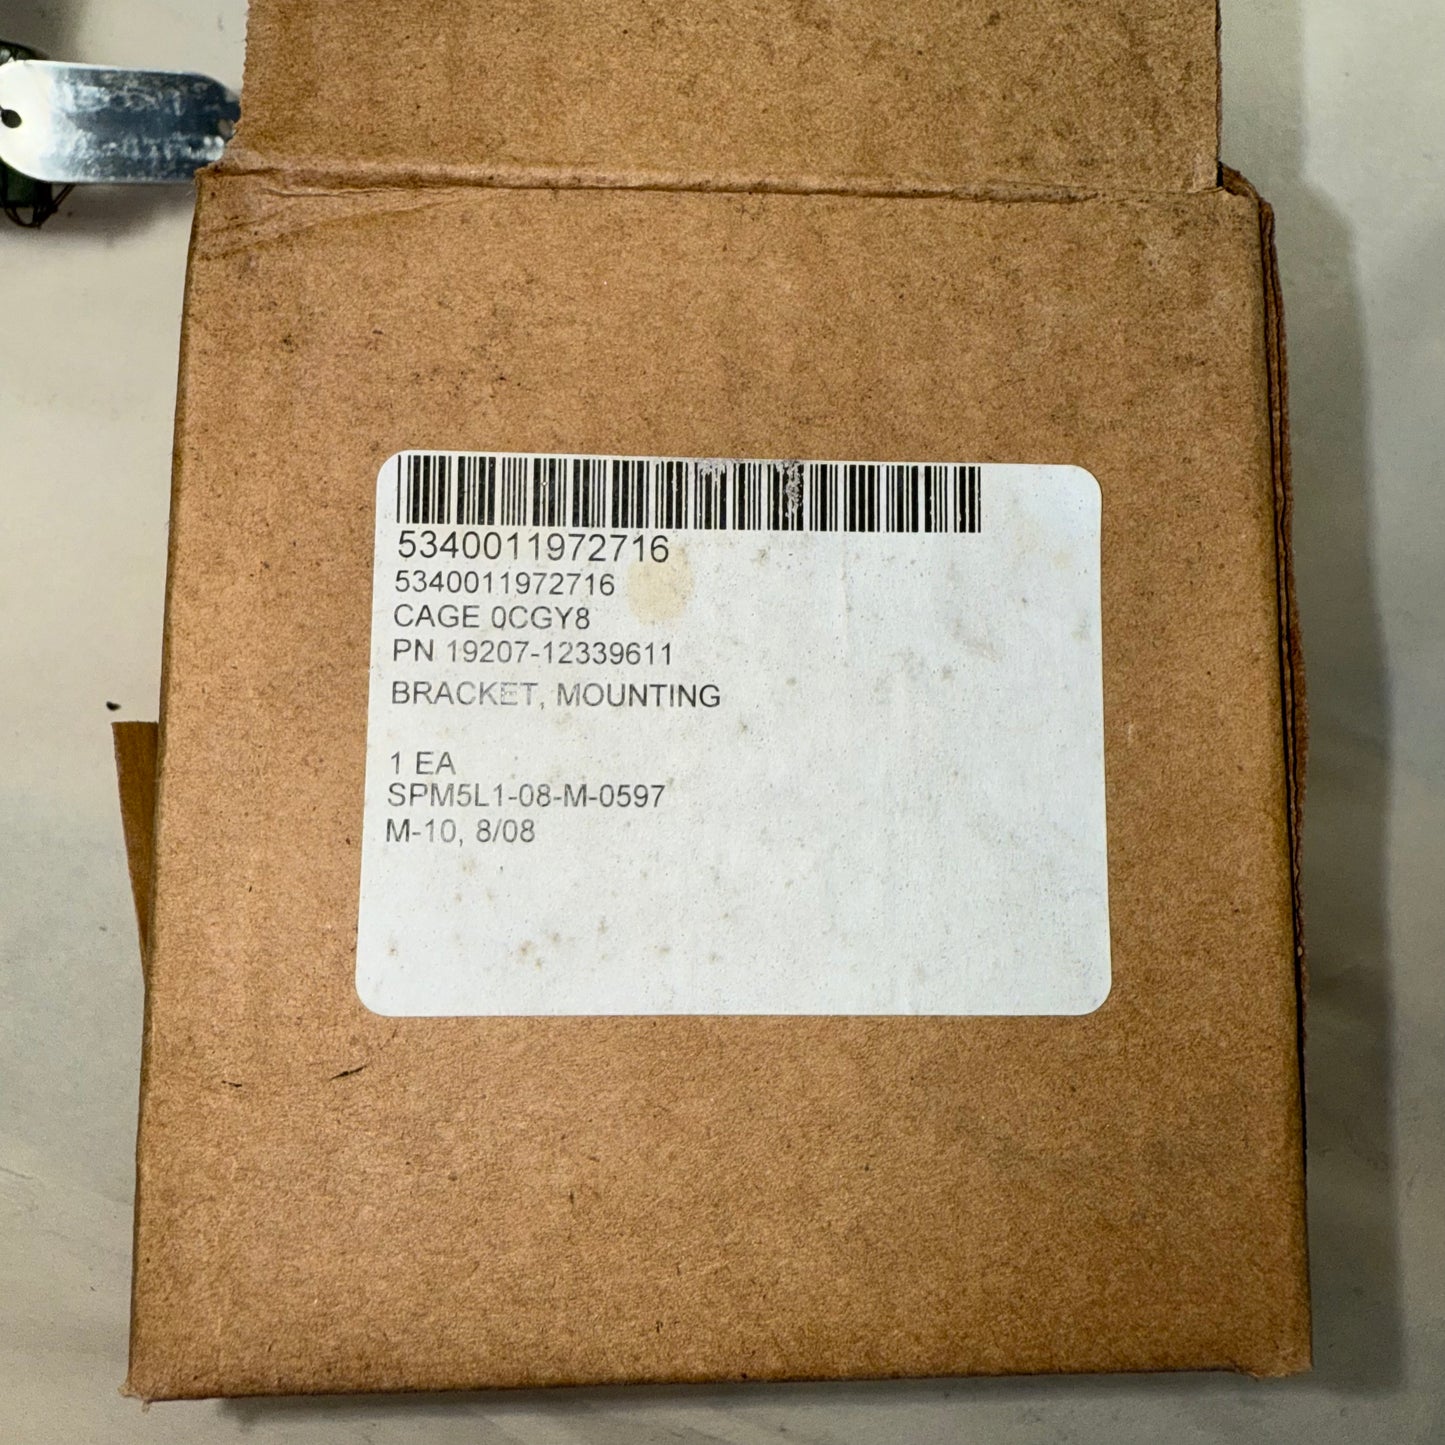 5340011972716
5340011972716
CAGE 0CGY8
PN 19207-12339611
BRACKET, MOUNTING
1 EA
SPM5L1-08-M-0597
M-10, 8/08